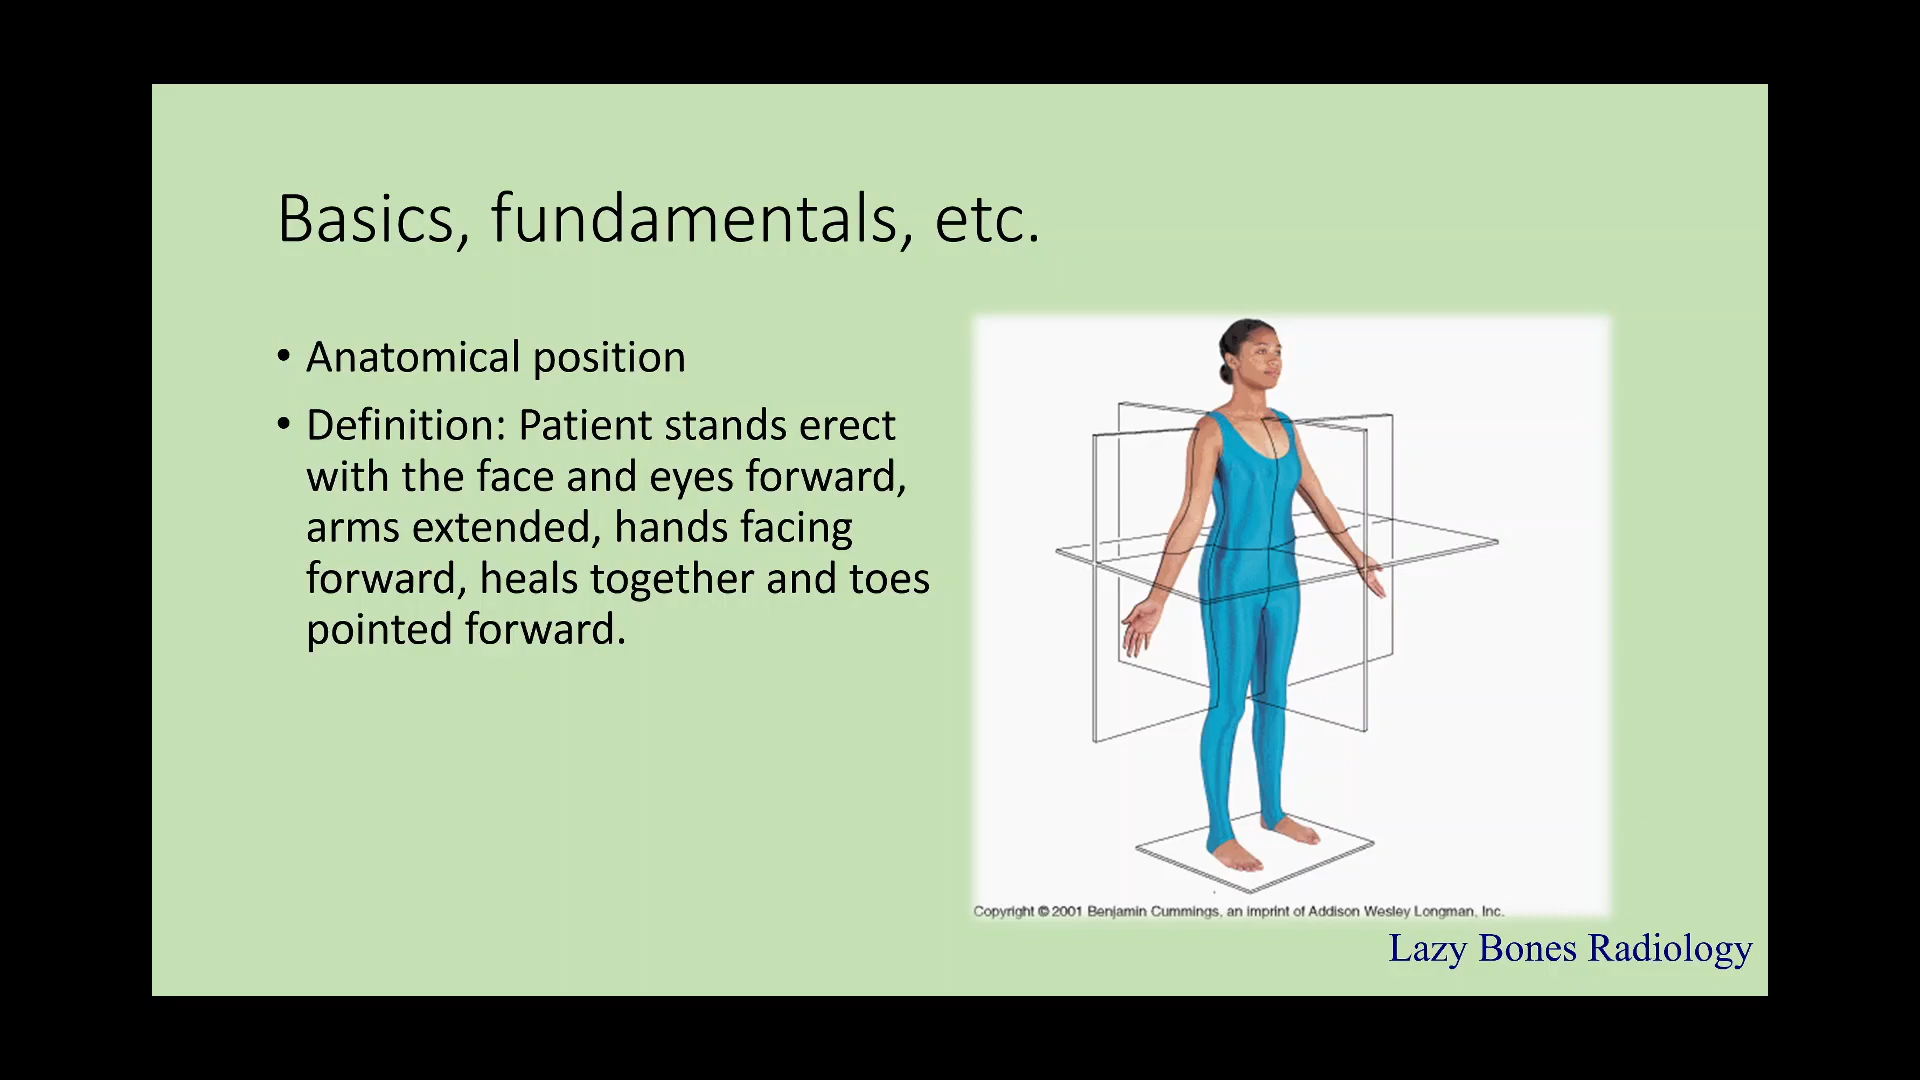 Basics, fundamentals, etc.
• Anatomical position
• Definition: Patient stands erect
with the face and eyes forward,
arms extended, hands facing
forward, heals together and toes
pointed forward.
Copyright © 2001 Benjamin Cummings, an imprint of Addison Wesley Longman, Inc.
Lazy Bones Radiology